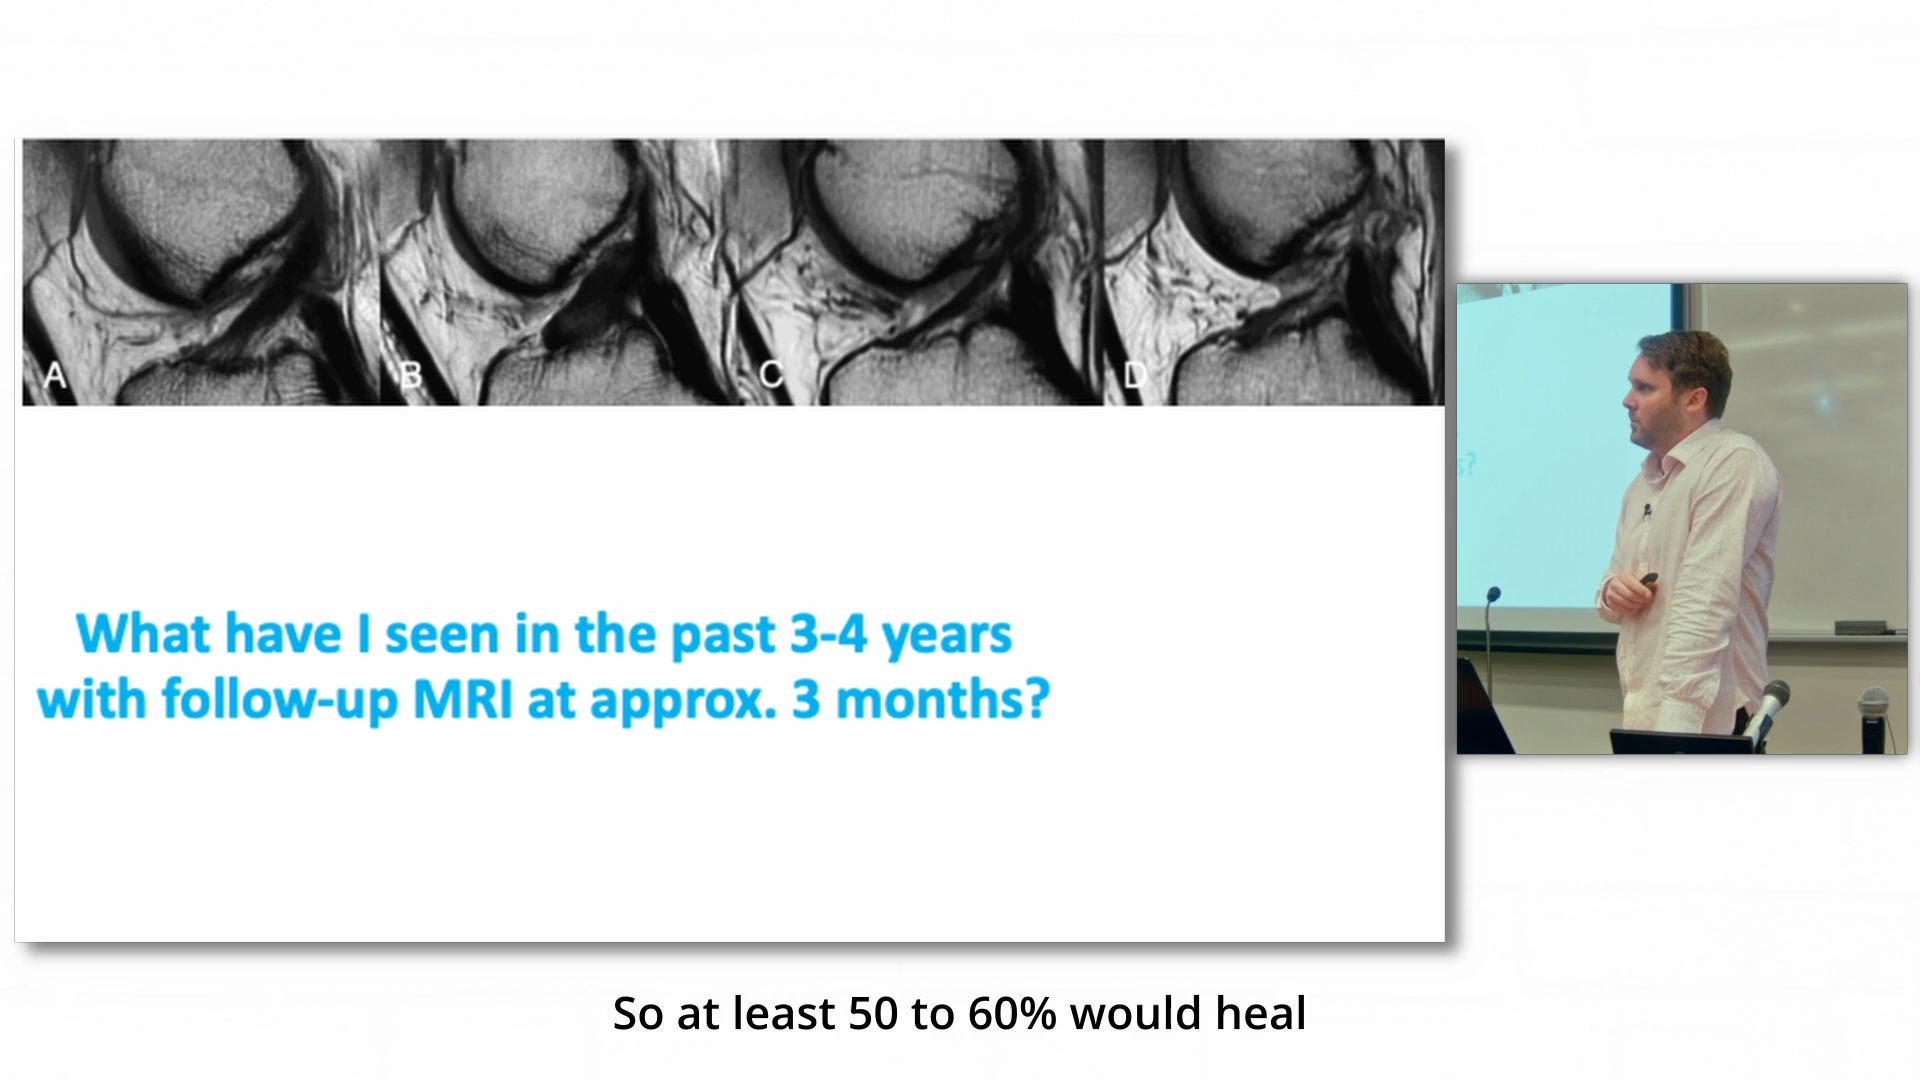 A B C D
What have I seen in the past 3-4 years
with follow-up MRI at approx. 3 months?
s?
So at least 50 to 60% would heal